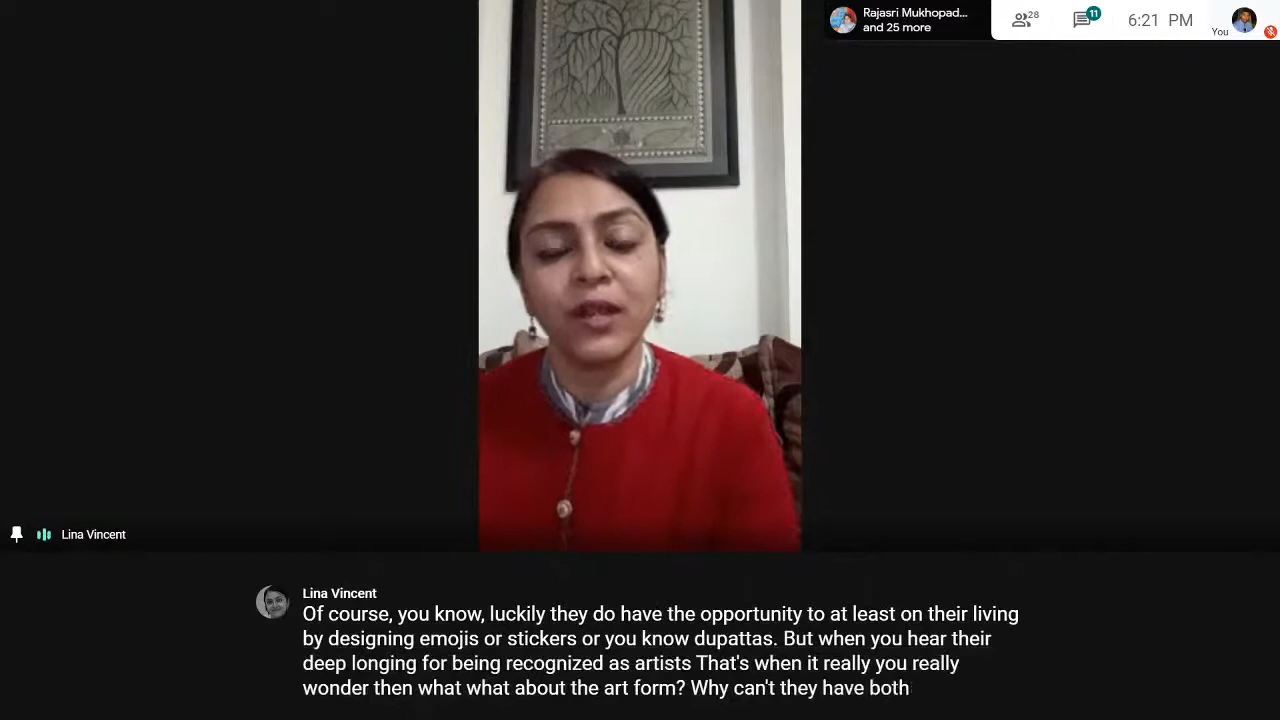 Rajasri Mukhopad...
and 25 more
28
11
6:21 PM
You
Lina Vincent
Lina Vincent
Of course, you know, luckily they do have the opportunity to at least on their living
by designing emojis or stickers or you know dupattas. But when you hear their
deep longing for being recognized as artists That's when it really you really
wonder then what what about the art form? Why can't they have both